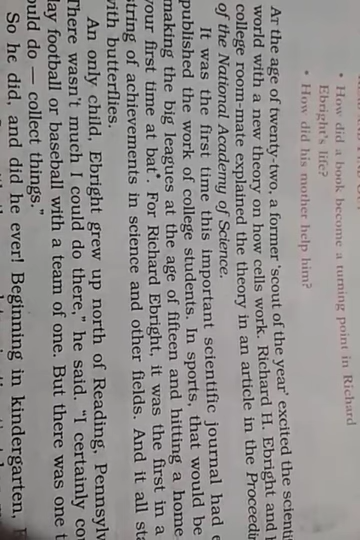 • How did a book become a turning point in Richard
Ebright's life?
• How did his mother help him?
AT the age of twenty-two, a former 'scout of the year' excited the
world with a new theory on how cells work. Richard H. Ebright and
college room-mate explained the theory in an article in the
of the National Academy of Science.
It was the first time this important scientific journal had
published the work of college students. In sports, that would be
making the big leagues at the age of fifteen and hitting a home
your first time at bat*. For Richard Ebright, it was the first in a
string of achievements in science and other fields. And it all
with butterflies.
An only child, Ebright grew up north of Reading,
There wasn't much I could do there," he said. "I certainly
football or baseball with a team of one. But there was one
do — collect things."
So he did, and did he ever! Beginning in kindergarten,